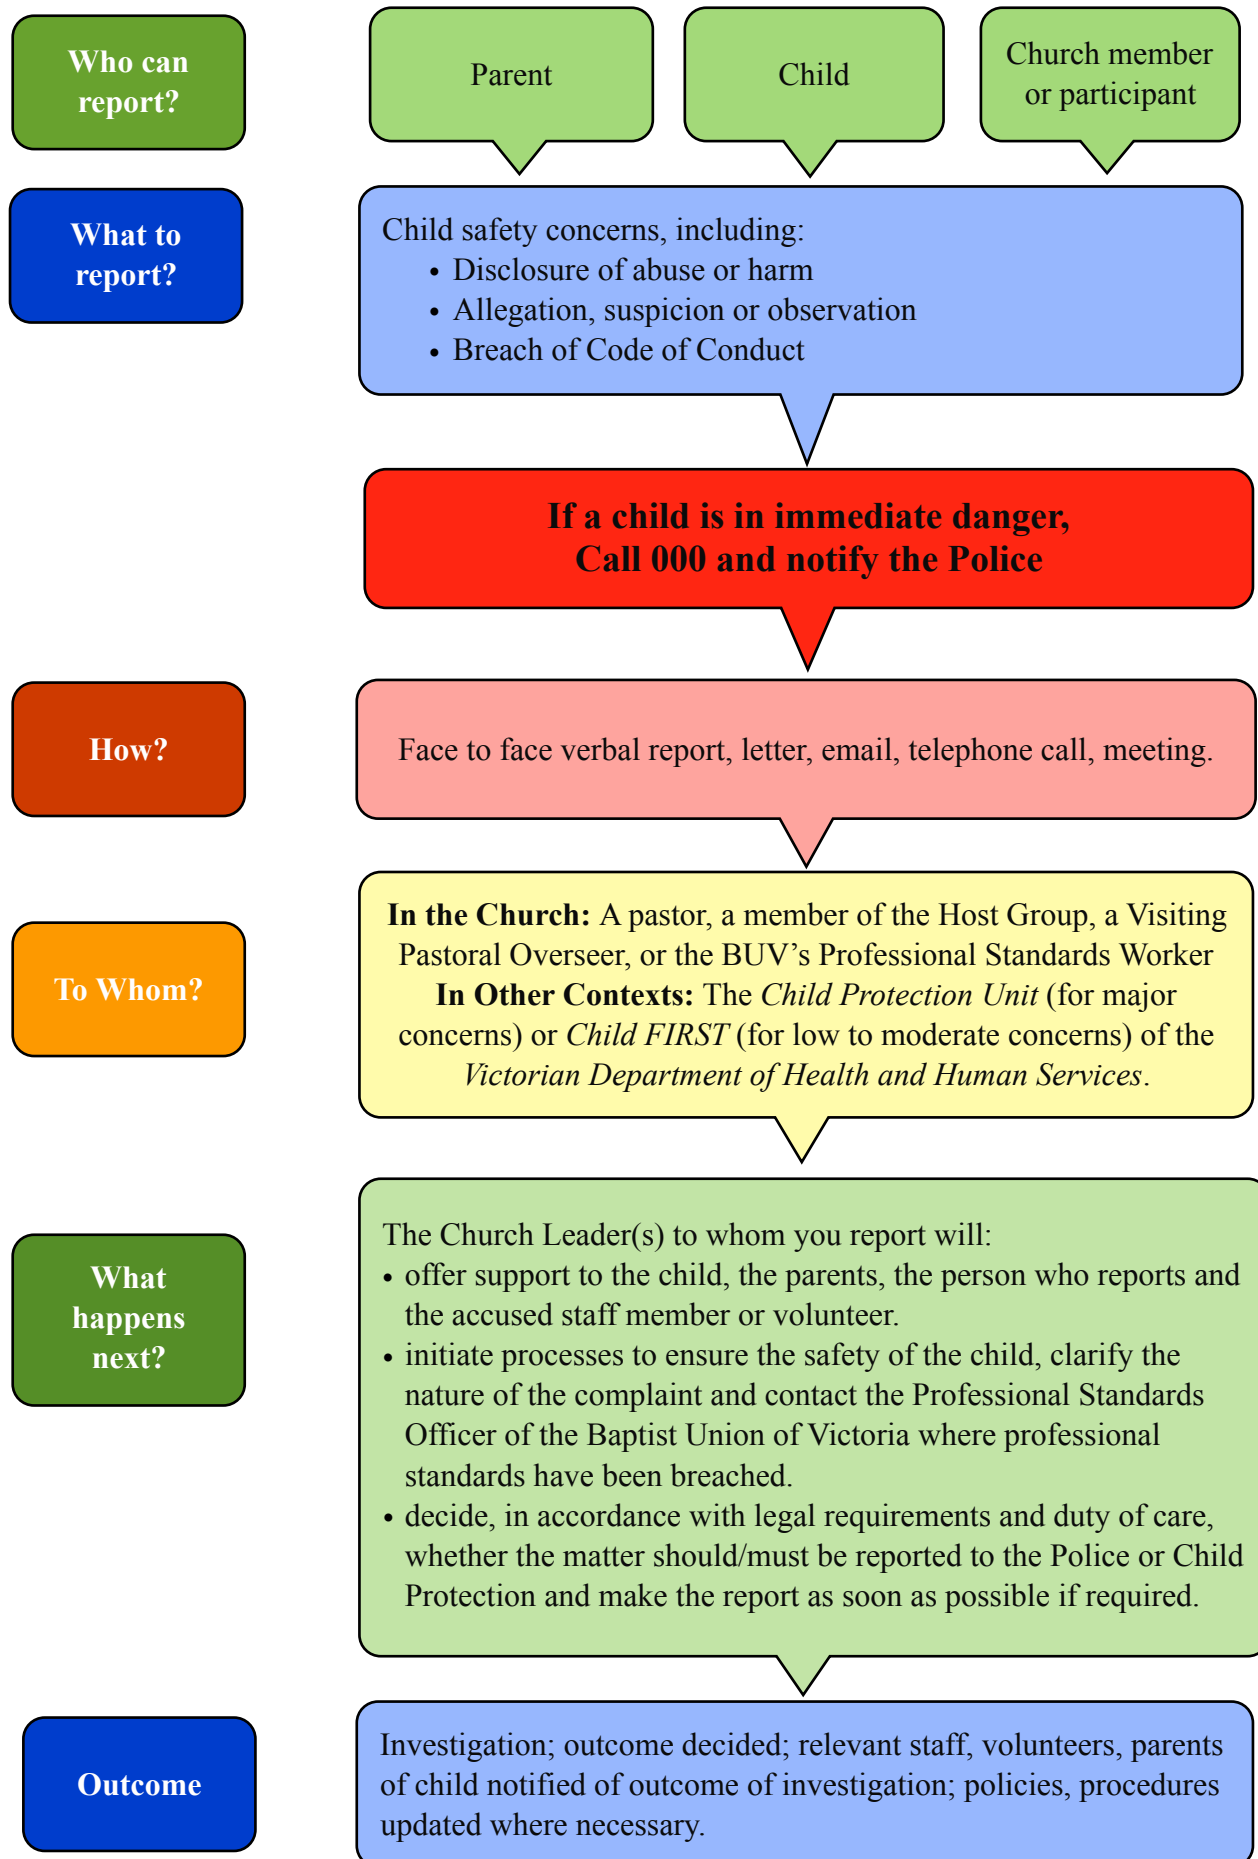 Who can
report?
Parent
Child
Church member
or participant
What to
report?
Child safety concerns, including:
• Disclosure of abuse or harm
• Allegation, suspicion or observation
• Breach of Code of Conduct
If a child is in immediate danger,
Call 000 and notify the Police
How?
Face to face verbal report, letter, email, telephone call, meeting.
To Whom?
In the Church: A pastor, a member of the Host Group, a Visiting
Pastoral Overseer, or the BUV’s Professional Standards Worker
In Other Contexts: The Child Protection Unit (for major
concerns) or Child FIRST (for low to moderate concerns) of the
Victorian Department of Health and Human Services.
What
happens
next?
The Church Leader(s) to whom you report will:
• offer support to the child, the parents, the person who reports and
the accused staff member or volunteer.
• initiate processes to ensure the safety of the child, clarify the
nature of the complaint and contact the Professional Standards
Officer of the Baptist Union of Victoria where professional
standards have been breached.
• decide, in accordance with legal requirements and duty of care,
whether the matter should/must be reported to the Police or Child
Protection and make the report as soon as possible if required.
Outcome
Investigation; outcome decided; relevant staff, volunteers, parents
of child notified of outcome of investigation; policies, procedures
updated where necessary.